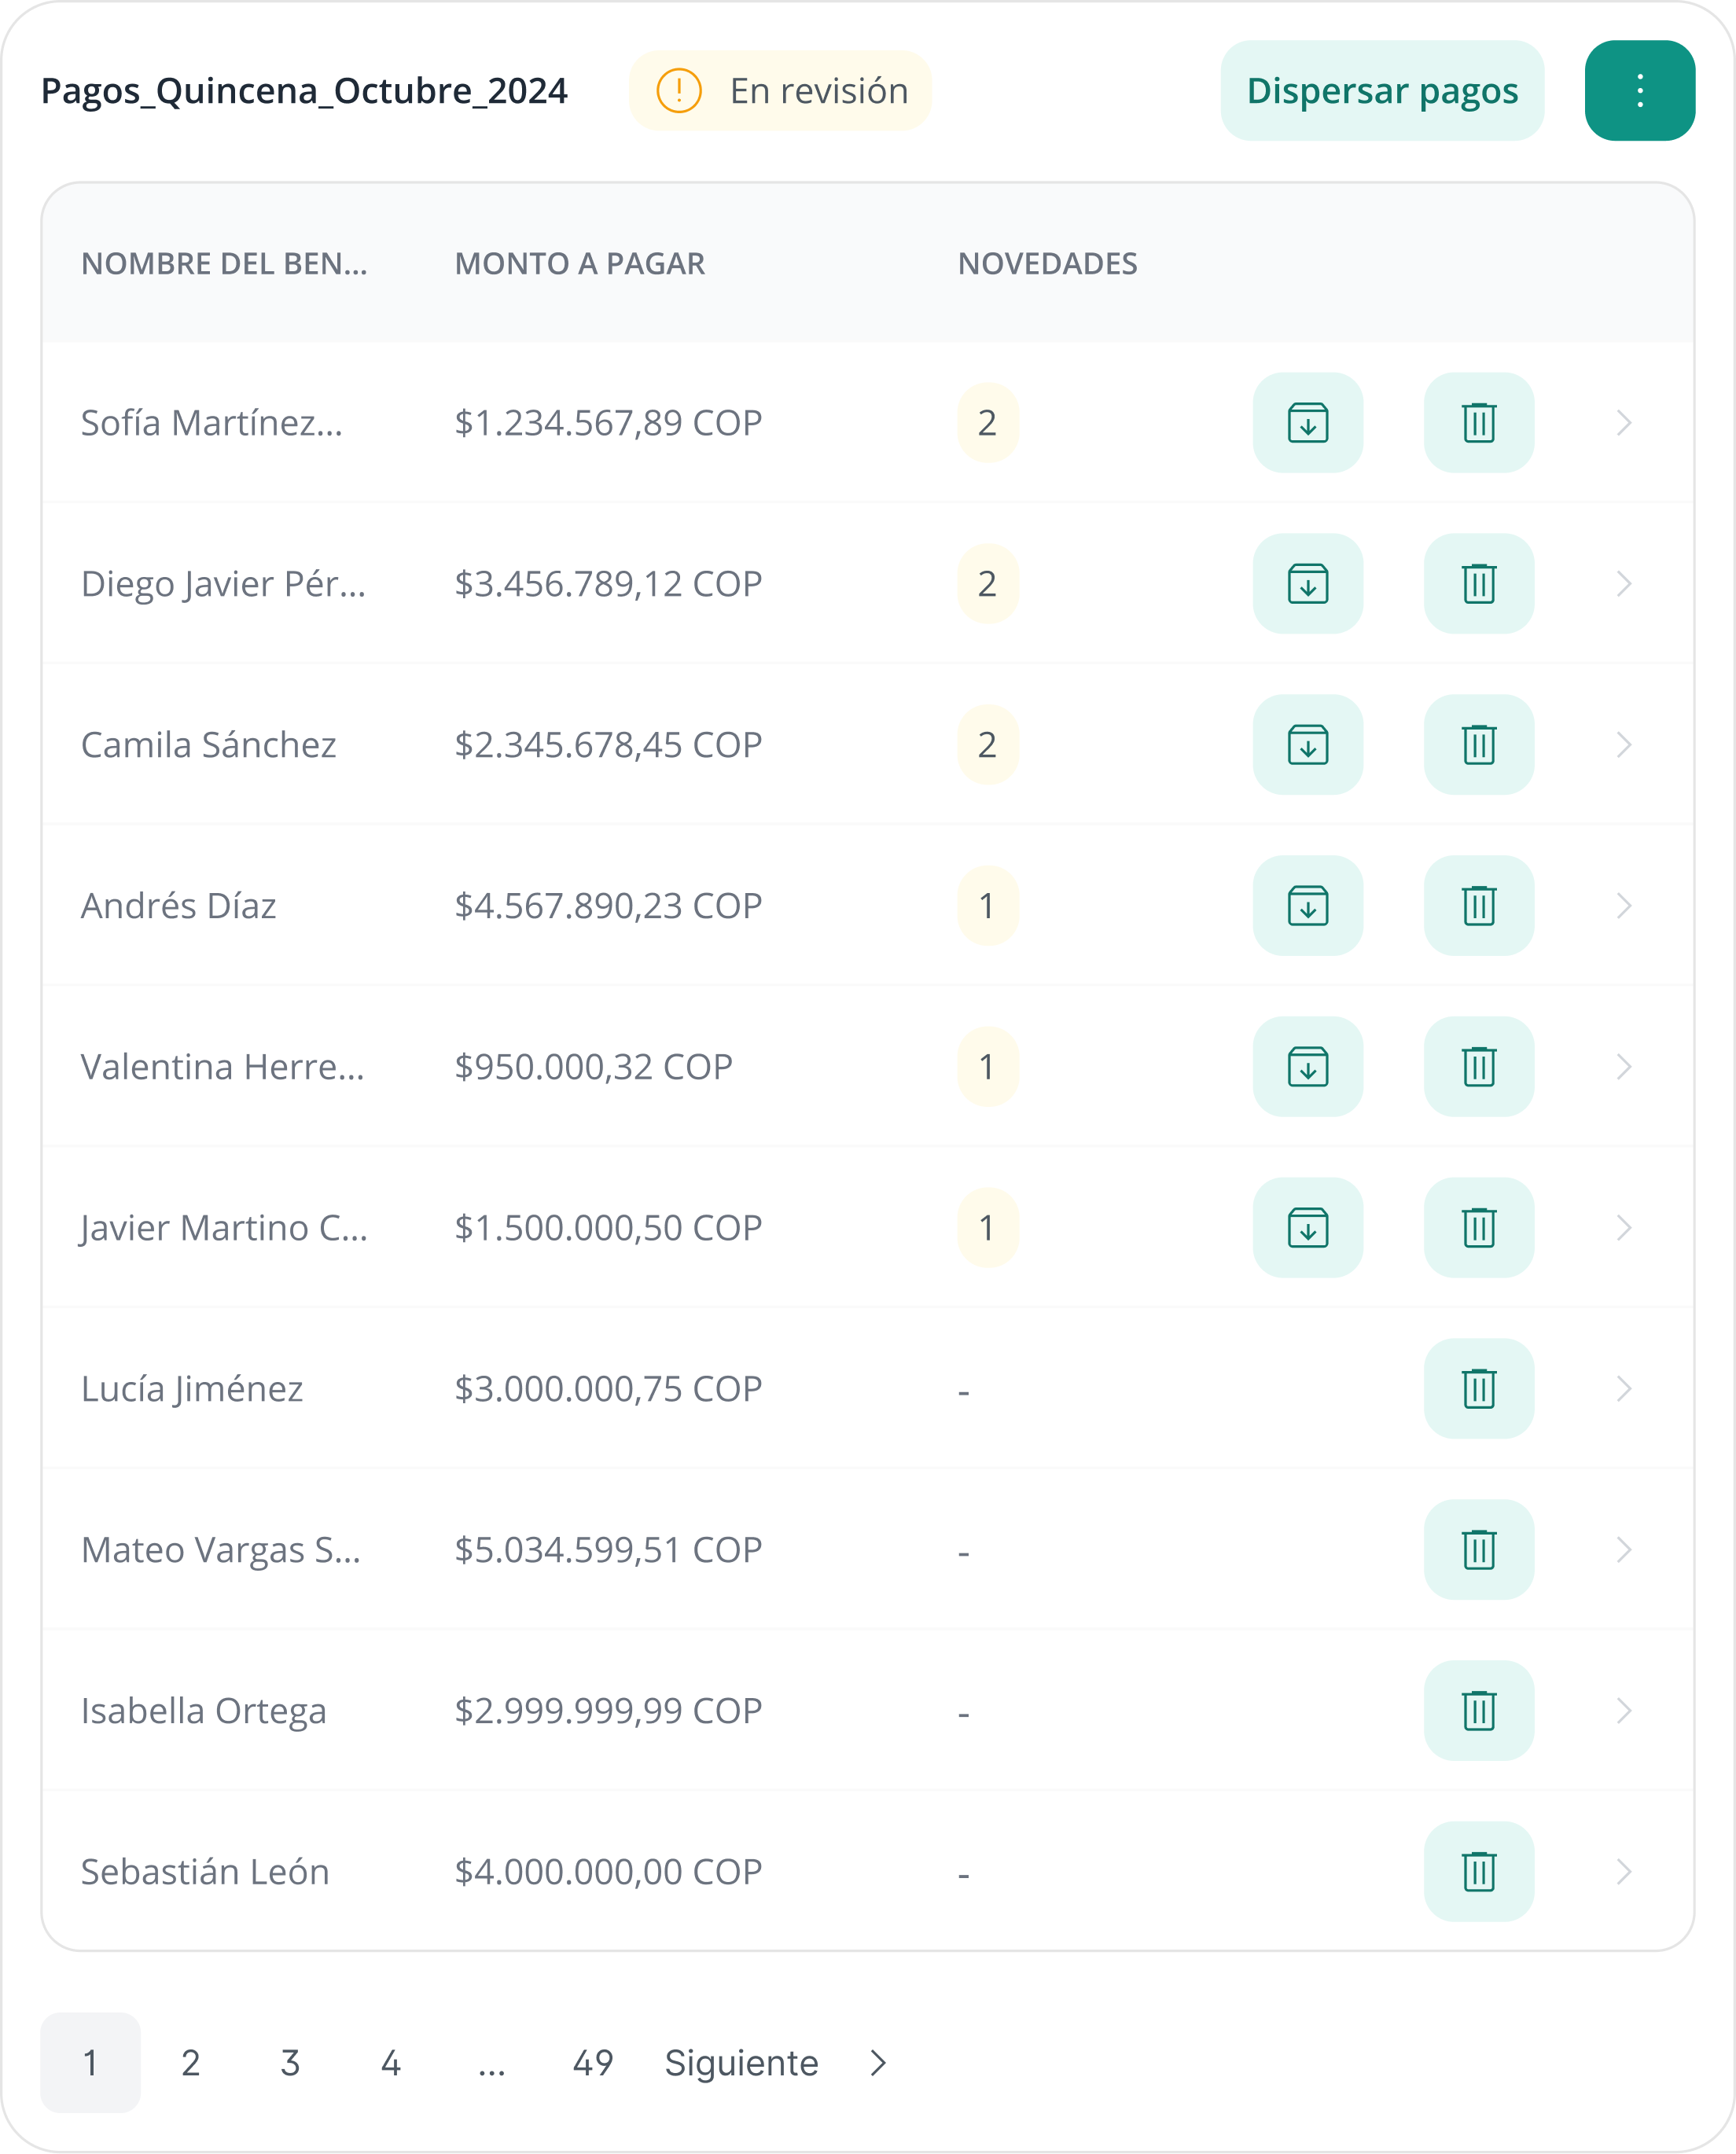 Pagos_Quincena_Octubre_2024 En revisión Dispersar pagos
NOMBRE DEL BEN... MONTO A PAGAR NOVEDADES
Sofía Martínez... $1.234.567,89 COP 2
Diego Javier Pér... $3.456.789,12 COP 2
Camila Sánchez $2.345.678,45 COP 2
Andrés Díaz $4.567.890,23 COP 1
Valentina Herre... $950.000,32 COP 1
Javier Martino C... $1.500.000,50 COP 1
Lucía Jiménez $3.000.000,75 COP -
Mateo Vargas S... $5.034.599,51 COP -
Isabella Ortega $2.999.999,99 COP -
Sebastián León $4.000.000,00 COP -
1 2 3 4 ... 49 Siguiente